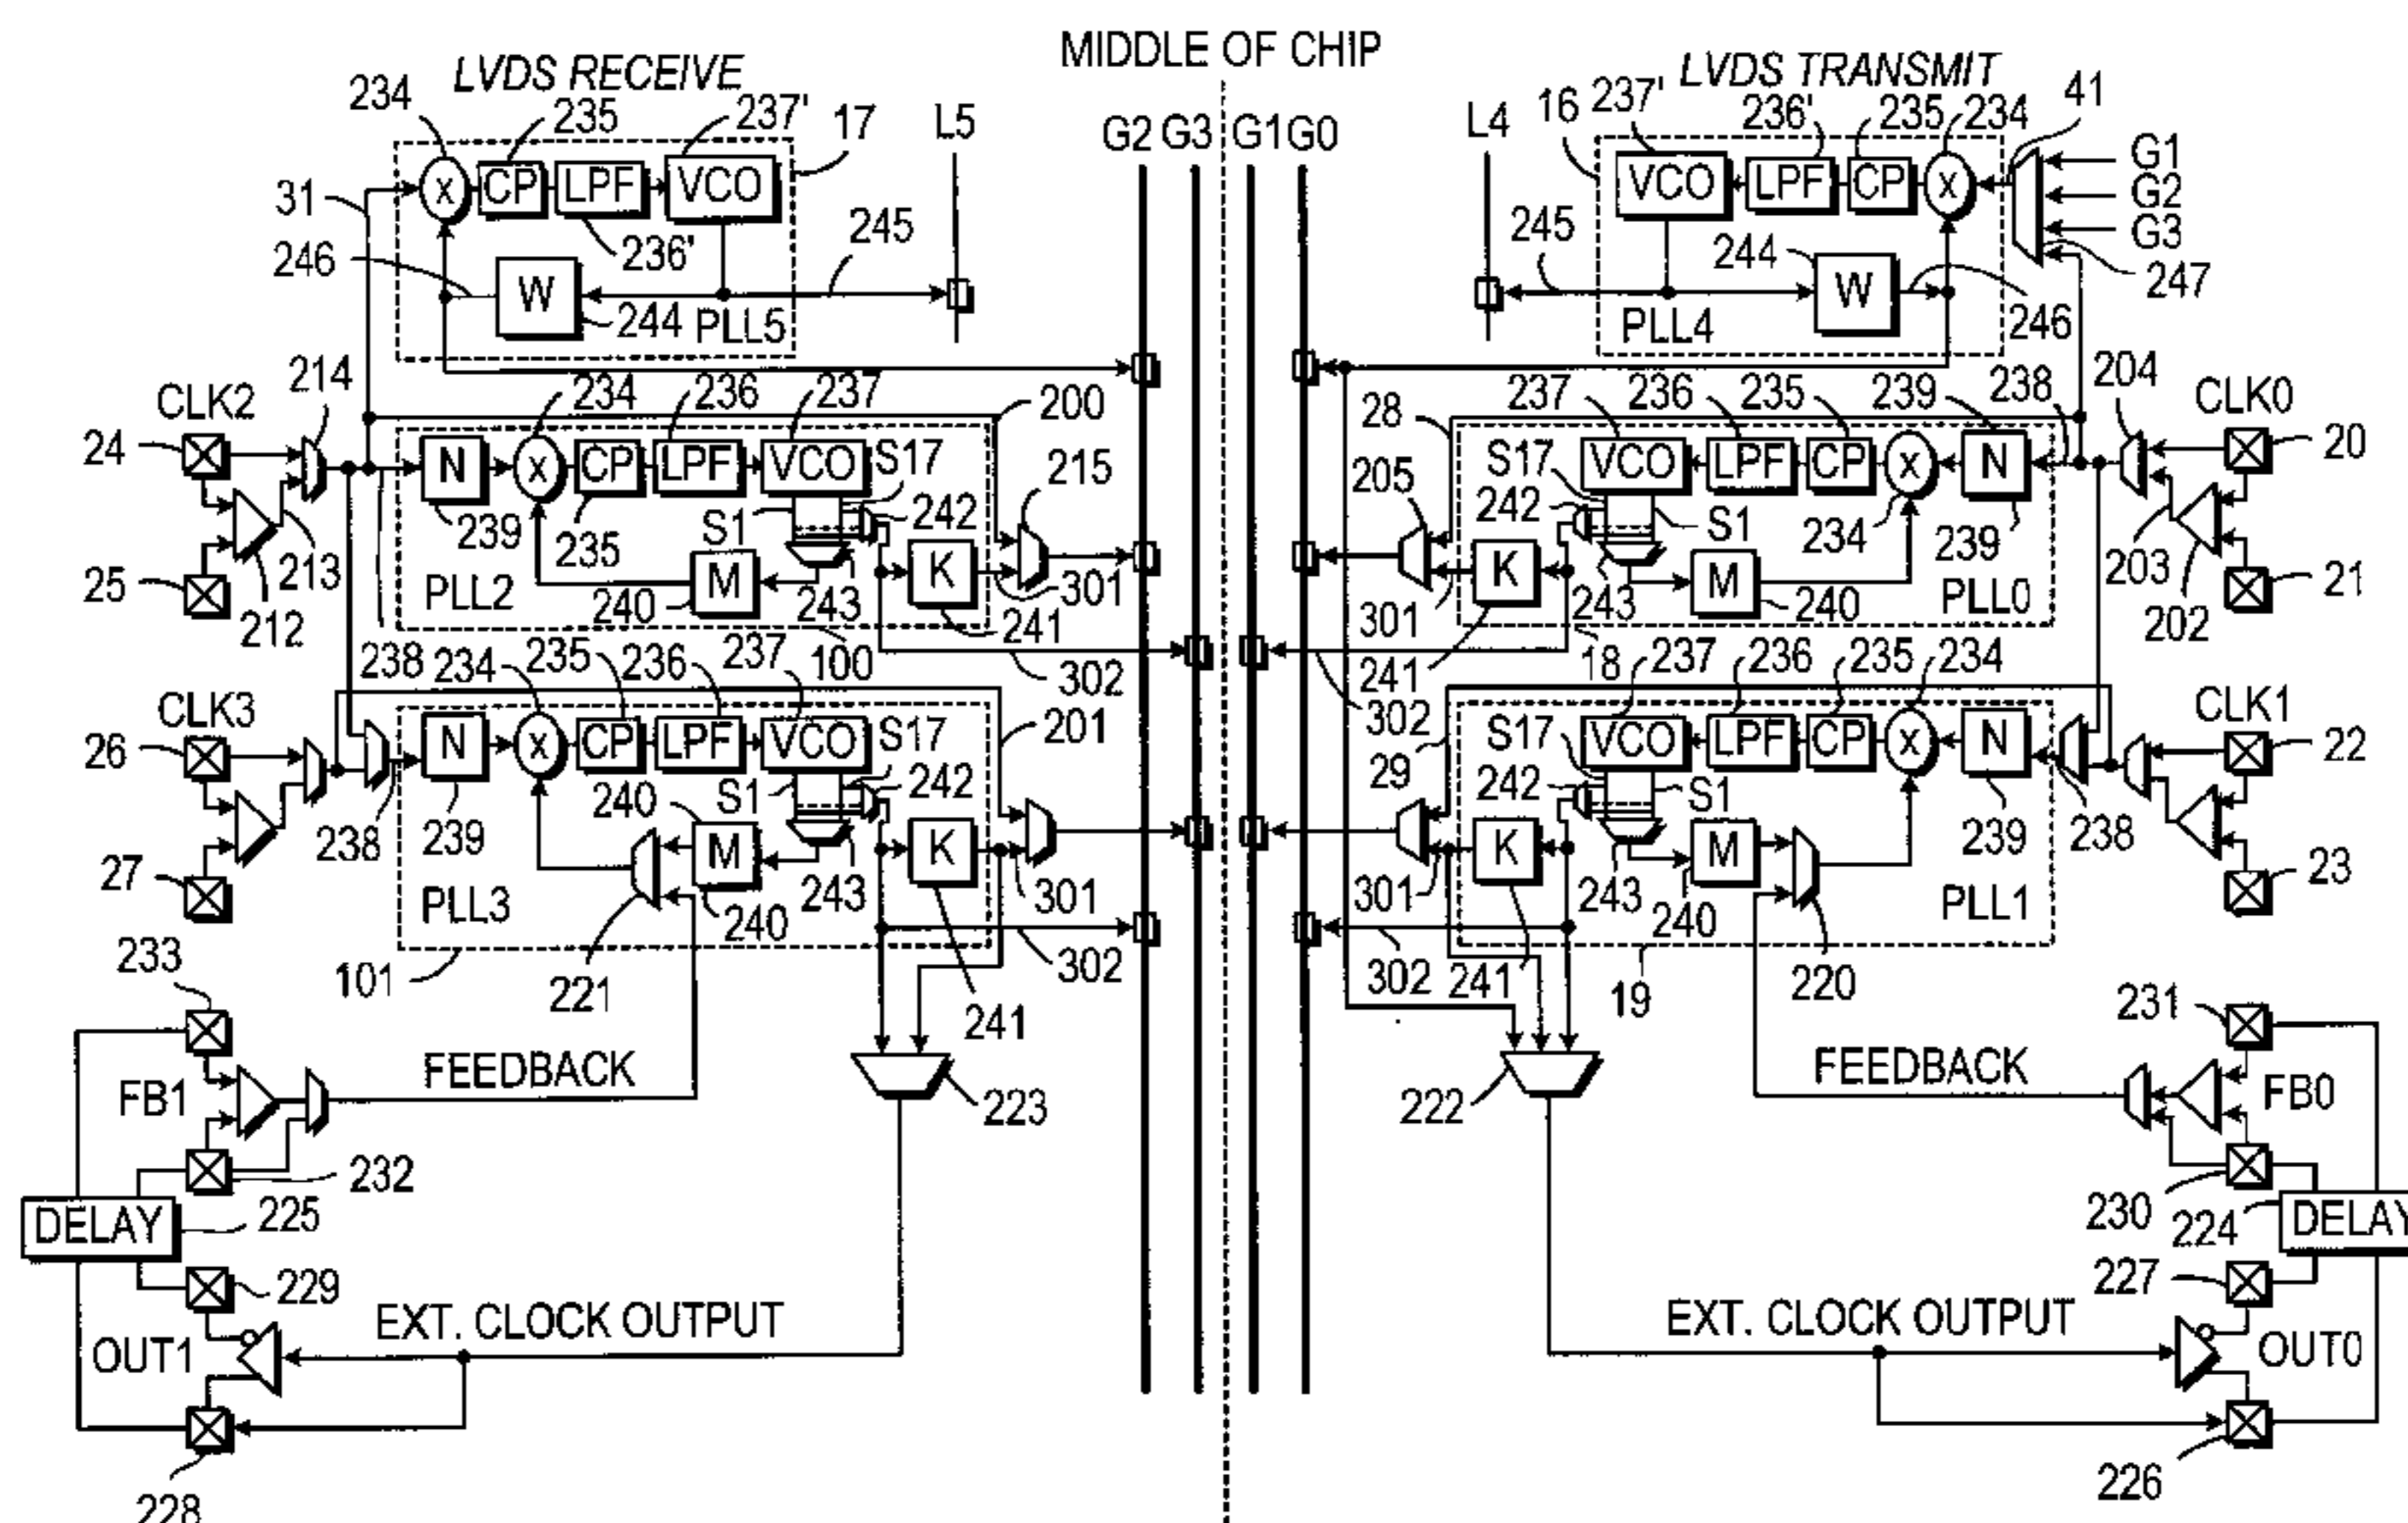 MIDDLE OF CHIP
LVDS RECEIVE
LVDS TRANSMIT
234
235
237'
17
L5
G2
G3
G1
G0
L4
16
237'
236'
235
234
41
G1
G2
G3
X
CP
LPF
VCO
VCO
LPF
CP
X
31
236'
245
245
244
247
246
W
244
PLL5
PLL4
W
246
CLK2
214
234
236
237
200
28
237
236
235
239
238
204
CLK0
24
N
X
CP
LPF
VCO
S17
215
205
S17
VCO
LPF
CP
X
N
20
242
242
S1
S1
234
239
235
239
25
213
212
PLL2
240
M
243
K
241
301
301
K
241
243
M
240
PLL0
203
202
21
238
234
235
236
237
100
302
302
18
237
236
235
234
CLK3
201
29
CLK1
26
N
X
CP
LPF
VCO
S17
S17
VCO
LPF
CP
X
N
22
240
S1
242
242
S1
27
238
239
M
K
K
M
239
238
23
PLL3
240
243
301
301
243
240
PLL1
233
101
221
241
302
302
241
19
220
231
FB1
FEEDBACK
223
222
FEEDBACK
FB0
232
DELAY
225
230
224
DELAY
229
227
OUT1
EXT. CLOCK OUTPUT
EXT. CLOCK OUTPUT
OUT0
228
226